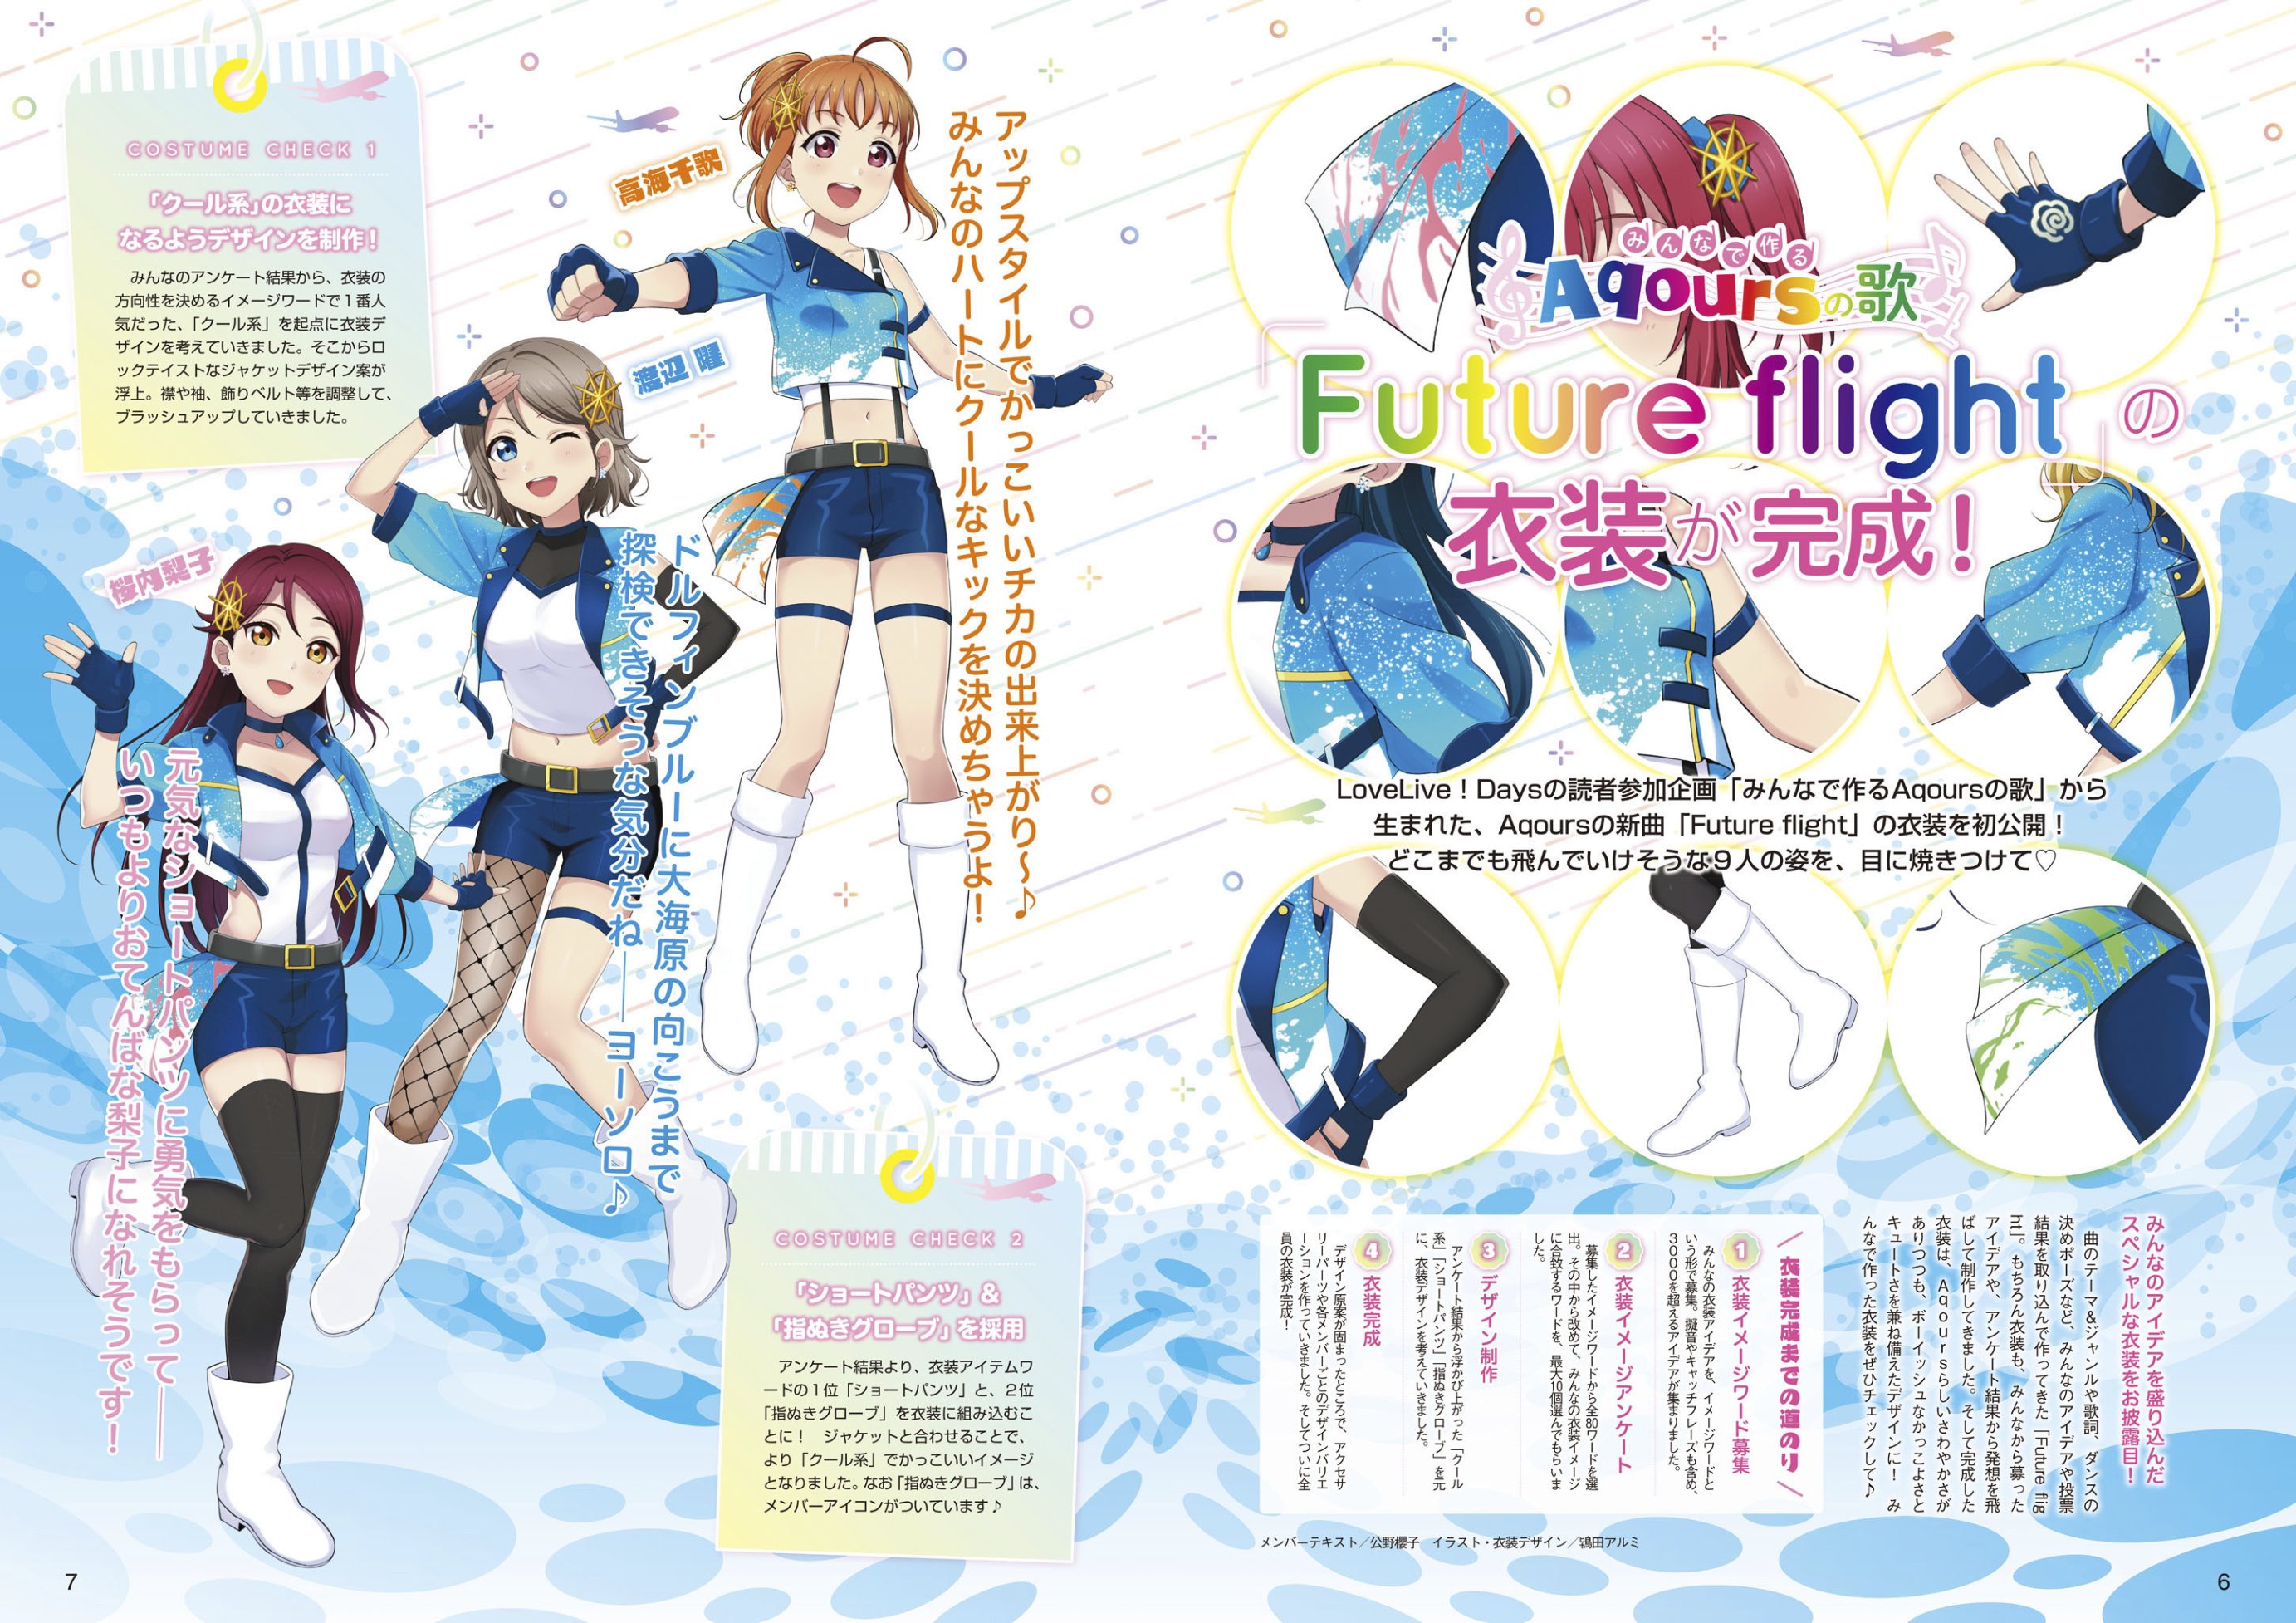 みんなで作る
Aqoursの歌
「Future flight」の
衣装が完成！
LoveLive！Daysの読者参加企画「みんなで作るAqoursの歌」から
生まれた、Aqoursの新曲「Future flight」の衣装を初公開！
どこまでも飛んでいけそうな９人の姿を、目に焼きつけて♡
みんなのアイデアを盛り込んだ
スペシャルな衣装をお披露目！
曲のテーマ＆ジャンルや歌詞、ダンスの
決めポーズなど、みんなのアイデアや投票
結果を取り込んで作ってきた「Future flig
ht」。もちろん衣装も、みんなから募った
アイデアや、アンケート結果から発想を飛
ばして制作してきました。そして完成した
衣装は、Aqoursらしいさわやかさが
ありつつも、ボーイッシュなかっこよさと
キュートさを兼ね備えたデザインに！　み
んなで作った衣装をぜひチェックして♪
衣装完成までの道のり
1 衣装イメージワード募集
みんなの衣装アイデアを、イメージワードと
いう形で募集。擬音やキャッチフレーズも含め、
3000を超えるアイデアが集まりました。
2 衣装イメージアンケート
募集したイメージワードから全80ワードを選
出。その中から改めて、みんなの衣装イメージ
に合致するワードを、最大10個選んでもらいま
した。
3 デザイン制作
アンケート結果から浮かび上がった「クール
系」「ショートパンツ」「指ぬきグローブ」を元
に、衣装デザインを考えていきました。
4 衣装完成
デザイン原案が固まったところで、アクセサ
リーパーツや各メンバーごとのデザインバリエ
ーションを作っていきました。そしてついに全
員の衣装が完成！
メンバーテキスト／公野櫻子　イラスト・衣装デザイン／鴇田アルミ
6
高海千歌
アップスタイルでかっこいいチカの出来上がり〜♪
みんなのハートにクールなキックを決めちゃうよ！
渡辺 曜
ドルフィンブルーに大海原の向こうまで
探検できそうな気分だね――ヨーソロ♪
桜内梨子
元気なショートパンツに勇気をもらって――
いつもよりおてんばな梨子になれそうです！
COSTUME CHECK 1
「クール系」の衣装に
なるようデザインを制作！
みんなのアンケート結果から、衣装の
方向性を決めるイメージワードで１番人
気だった、「クール系」を起点に衣装デ
ザインを考えていきました。そこからロ
ックテイストなジャケットデザイン案が
浮上。襟や袖、飾りベルト等を調整して、
ブラッシュアップしていきました。
COSTUME CHECK 2
「ショートパンツ」＆
「指ぬきグローブ」を採用
アンケート結果より、衣装アイテムワ
ードの１位「ショートパンツ」と、２位
「指ぬきグローブ」を衣装に組み込むこ
とに！　ジャケットと合わせることで、
より「クール系」でかっこいいイメージ
となりました。なお「指ぬきグローブ」は、
メンバーアイコンがついています♪
7